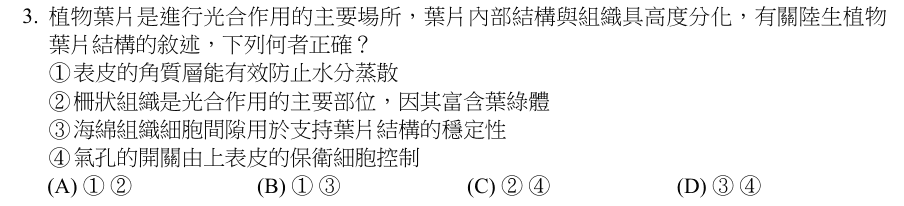 3. 植物葉片是進行光合作用的主要場所，葉片內部結構與組織具高度分化，有關陸生植物
葉片結構的敘述，下列何者正確？
①表皮的角質層能有效防止水分蒸散
②柵狀組織是光合作用的主要部位，因其富含葉綠體
③海綿組織細胞間隙用於支持葉片結構的穩定性
④氣孔的開關由上表皮的保衛細胞控制
(A) ① ② (B) ① ③ (C) ② ④ (D) ③ ④